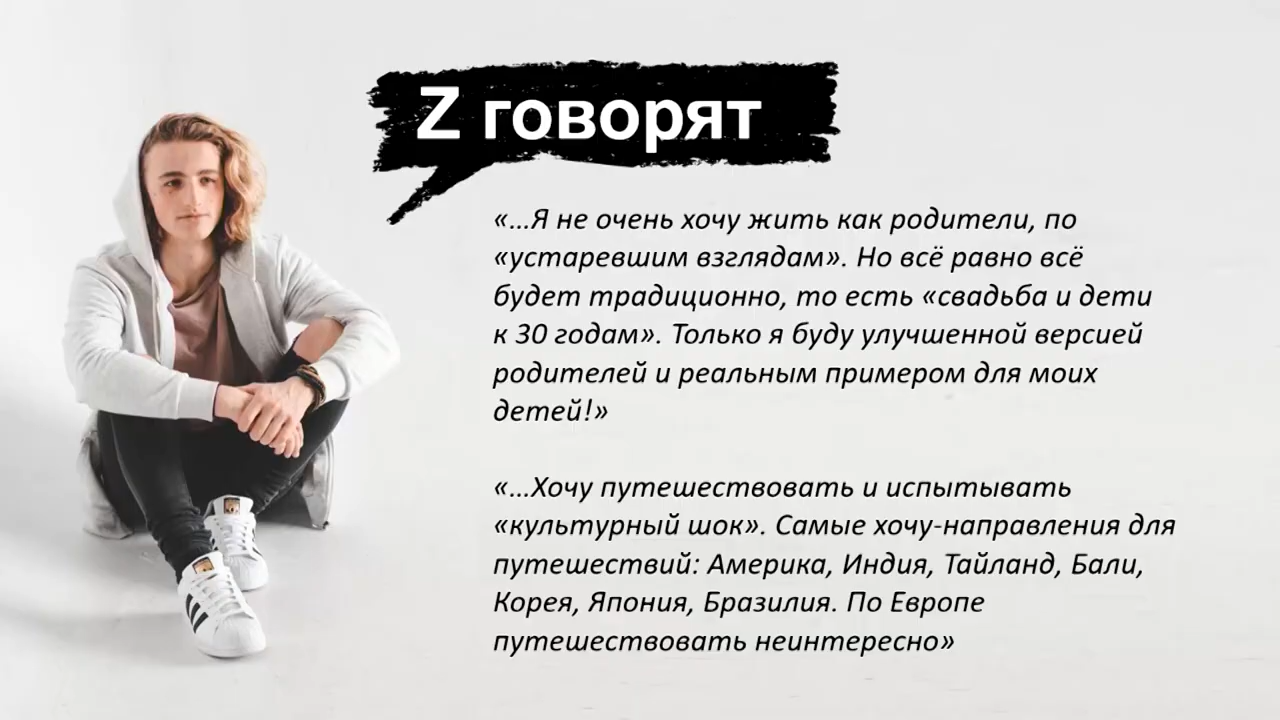 Z говорят
«...Я не очень хочу жить как родители, по
«устаревшим взглядам». Но всё равно всё
будет традиционно, то есть «свадьба и дети
к 30 годам». Только я буду улучшенной версией
родителей и реальным примером для моих
детей!»
«...Хочу путешествовать и испытывать
«культурный шок». Самые хочу-направления для
путешествий: Америка, Индия, Тайланд, Бали,
Корея, Япония, Бразилия. По Европе
путешествовать неинтересно»